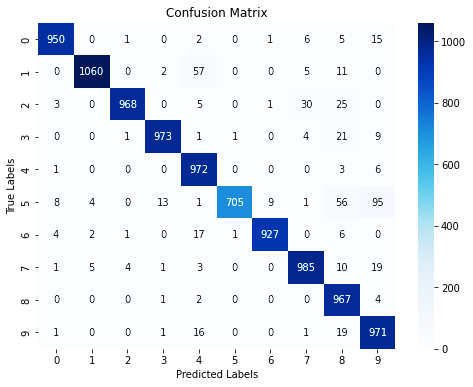 Confusion Matrix
True Labels
0 950 0 1 0 2 0 1 6 5 15
1 0 1060 0 2 57 0 0 5 11 0
2 3 0 968 0 5 0 1 30 25 0
3 0 0 1 973 1 1 0 4 21 9
4 1 0 0 0 972 0 0 0 3 6
5 8 4 0 13 1 705 9 1 56 95
6 4 2 1 0 17 1 927 0 6 0
7 1 5 4 1 3 0 0 985 10 19
8 0 0 0 1 2 0 0 0 967 4
9 1 0 0 1 16 0 0 1 19 971
0 1 2 3 4 5 6 7 8 9
Predicted Labels
1000
800
600
400
200
0